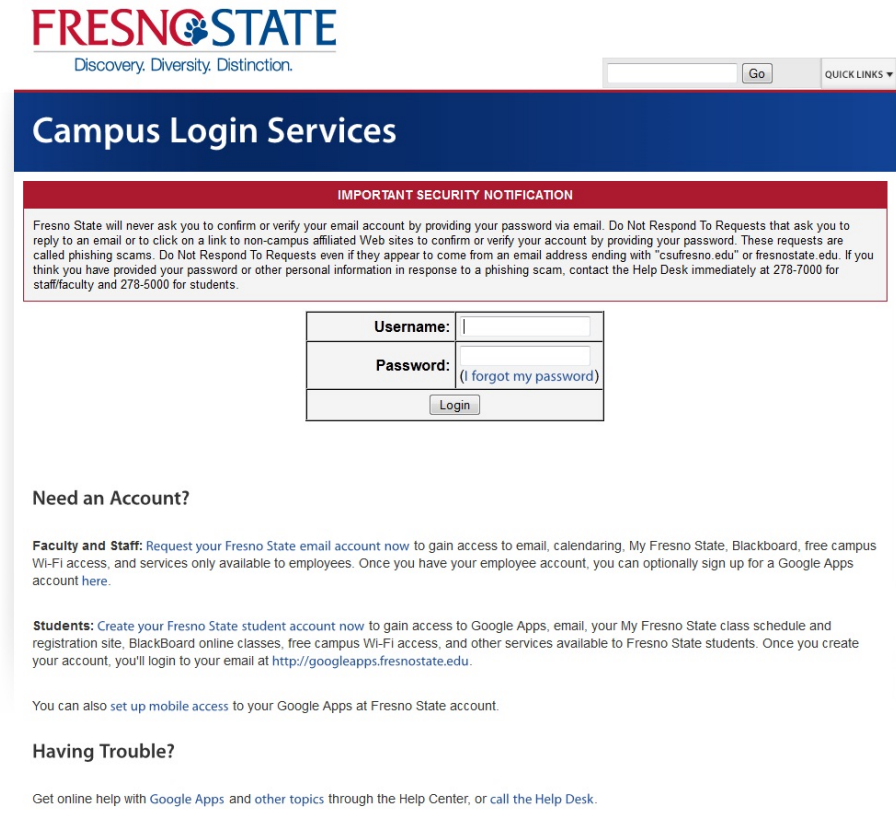 FRESNO STATE
Discovery. Diversity. Distinction.
Go
QUICK LINKS
Campus Login Services
IMPORTANT SECURITY NOTIFICATION
Fresno State will never ask you to confirm or verify your email account by providing your password via email. Do Not Respond To Requests that ask you to
reply to an email or to click on a link to non-campus affiliated Web sites to confirm or verify your account by providing your password. These requests are
called phishing scams. Do Not Respond To Requests even if they appear to come from an email address ending with "csufresno.edu" or fresnostate.edu. If you
think you have provided your password or other personal information in response to a phishing scam, contact the Help Desk immediately at 278-7000 for
staff/faculty and 278-5000 for students.
Username:
Password:
(I forgot my password)
Login
Need an Account?
Faculty and Staff: Request your Fresno State email account now to gain access to email, calendaring, My Fresno State, Blackboard, free campus
Wi-Fi access, and services only available to employees. Once you have your employee account, you can optionally sign up for a Google Apps
account here.
Students: Create your Fresno State student account now to gain access to Google Apps, email, your My Fresno State class schedule and
registration site, BlackBoard online classes, free campus Wi-Fi access, and other services available to Fresno State students. Once you create
your account, you'll login to your email at http://googleapps.fresnostate.edu.
You can also set up mobile access to your Google Apps at Fresno State account.
Having Trouble?
Get online help with Google Apps and other topics through the Help Center, or call the Help Desk.